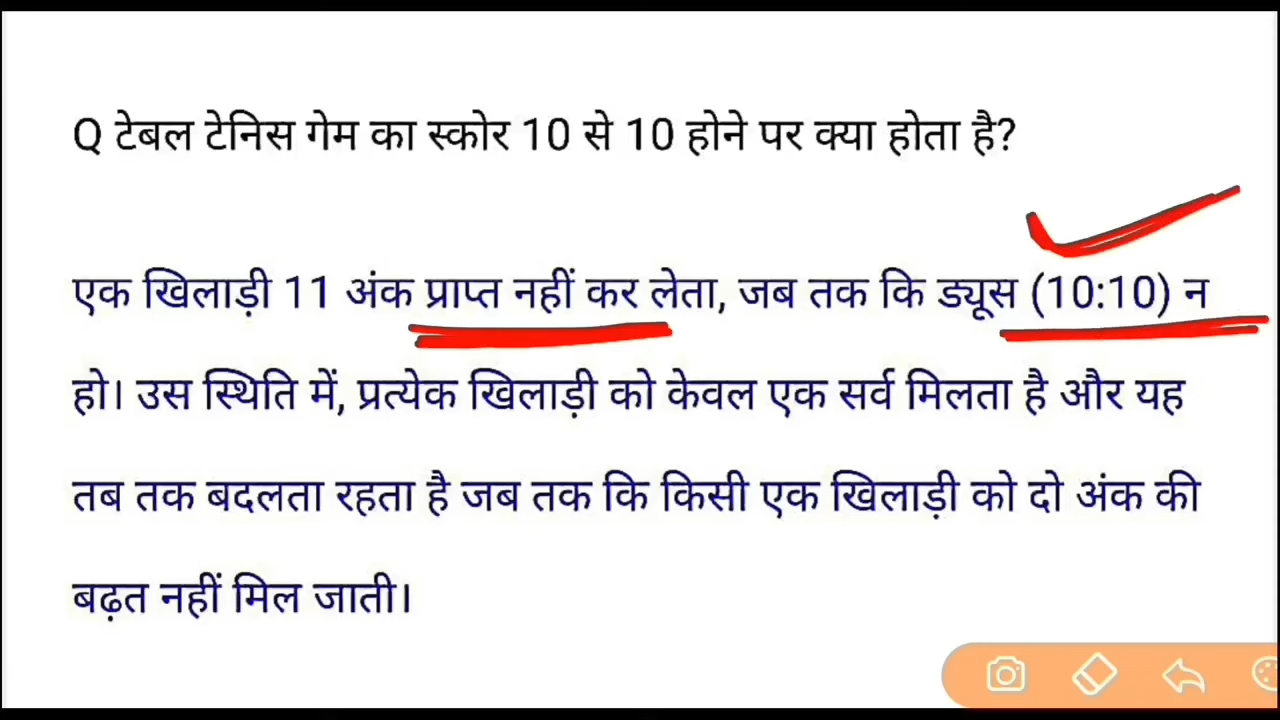 Q टेबल टेनिस गेम का स्कोर 10 से 10 होने पर क्या होता है?
एक खिलाड़ी 11 अंक प्राप्त नहीं कर लेता, जब तक कि ड्यूस (10:10) न
हो। उस स्थिति में, प्रत्येक खिलाड़ी को केवल एक सर्व मिलता है और यह
तब तक बदलता रहता है जब तक कि किसी एक खिलाड़ी को दो अंक की
बढ़त नहीं मिल जाती।